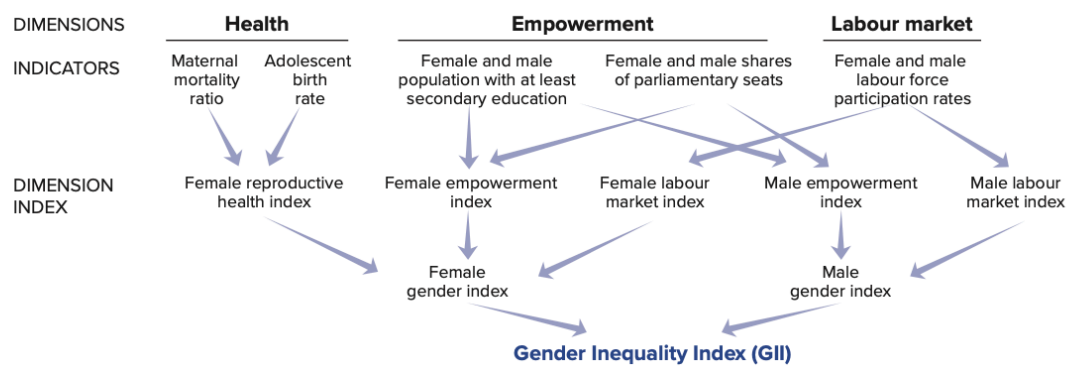 DIMENSIONS
Health
Empowerment
Labour market
INDICATORS
Maternal
mortality
ratio
Adolescent
birth
rate
Female and male
population with at least
secondary education
Female and male shares
of parliamentary seats
Female and male
labour force
participation rates
DIMENSION
INDEX
Female reproductive
health index
Female empowerment
index
Female labour
market index
Male empowerment
index
Male labour
market index
Female
gender index
Male
gender index
Gender Inequality Index (GII)